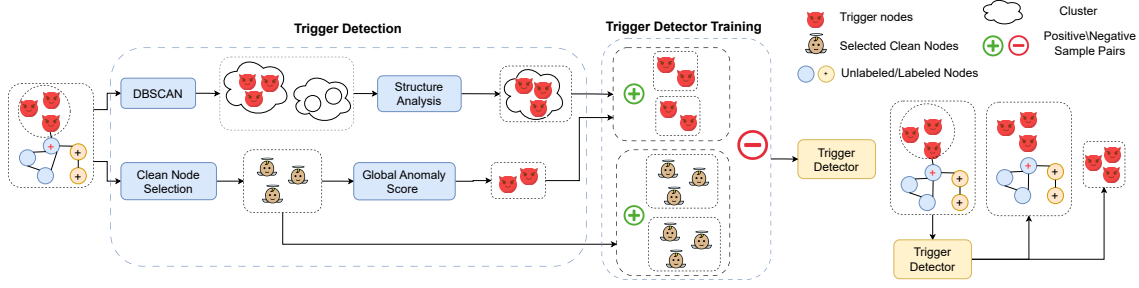 Trigger Detection
Trigger Detector Training
Trigger nodes
Cluster
Selected Clean Nodes
Positive\Negative
Sample Pairs
Unlabeled/Labeled Nodes
DBSCAN
Structure
Analysis
Clean Node
Selection
Global Anomaly
Score
Trigger
Detector
Trigger
Detector